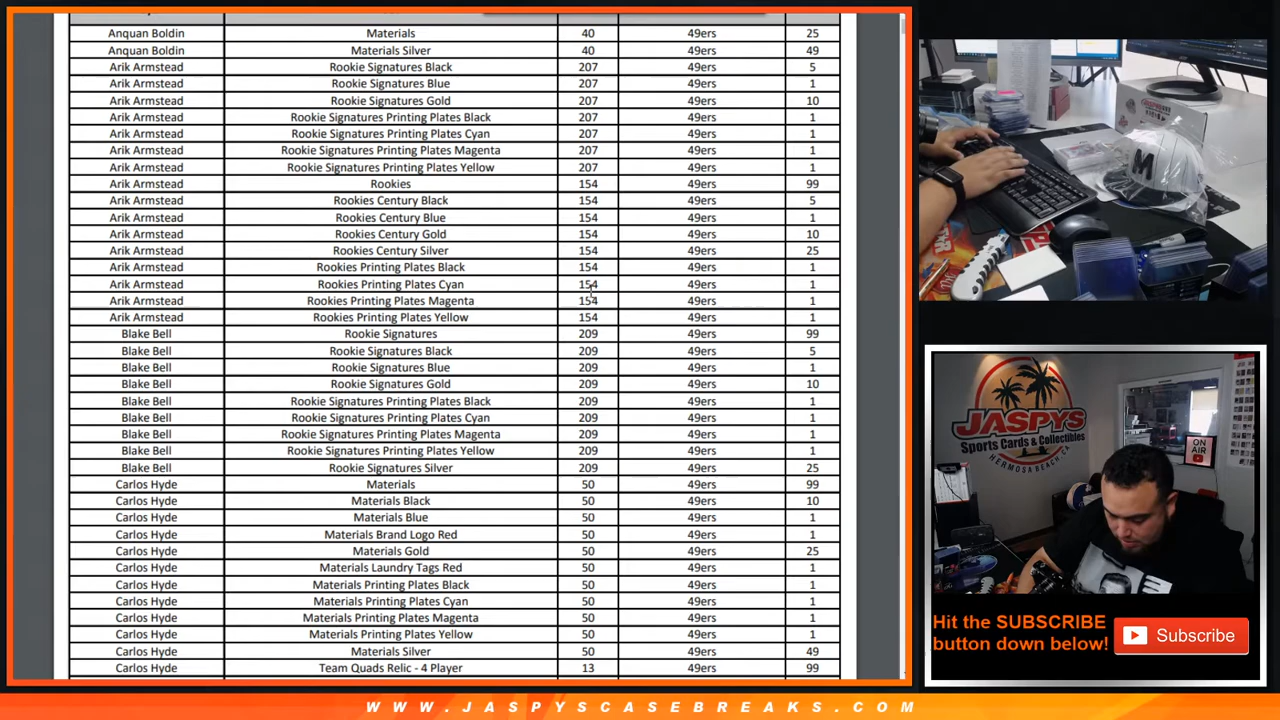 Anquan Boldin Materials 40 49ers 25
Anquan Boldin Materials Silver 40 49ers 49
Arik Armstead Rookie Signatures Black 207 49ers 5
Arik Armstead Rookie Signatures Blue 207 49ers 1
Arik Armstead Rookie Signatures Gold 207 49ers 10
Arik Armstead Rookie Signatures Printing Plates Black 207 49ers 1
Arik Armstead Rookie Signatures Printing Plates Cyan 207 49ers 1
Arik Armstead Rookie Signatures Printing Plates Magenta 207 49ers 1
Arik Armstead Rookie Signatures Printing Plates Yellow 207 49ers 1
Arik Armstead Rookies 154 49ers 99
Arik Armstead Rookies Century Black 154 49ers 5
Arik Armstead Rookies Century Blue 154 49ers 1
Arik Armstead Rookies Century Gold 154 49ers 10
Arik Armstead Rookies Century Silver 154 49ers 25
Arik Armstead Rookies Printing Plates Black 154 49ers 1
Arik Armstead Rookies Printing Plates Cyan 154 49ers 1
Arik Armstead Rookies Printing Plates Magenta 154 49ers 1
Arik Armstead Rookies Printing Plates Yellow 154 49ers 1
Blake Bell Rookie Signatures 209 49ers 99
Blake Bell Rookie Signatures Black 209 49ers 5
Blake Bell Rookie Signatures Blue 209 49ers 1
Blake Bell Rookie Signatures Gold 209 49ers 10
Blake Bell Rookie Signatures Printing Plates Black 209 49ers 1
Blake Bell Rookie Signatures Printing Plates Cyan 209 49ers 1
Blake Bell Rookie Signatures Printing Plates Magenta 209 49ers 1
Blake Bell Rookie Signatures Printing Plates Yellow 209 49ers 1
Blake Bell Rookie Signatures Silver 209 49ers 25
Carlos Hyde Materials 50 49ers 99
Carlos Hyde Materials Black 50 49ers 10
Carlos Hyde Materials Blue 50 49ers 1
Carlos Hyde Materials Brand Logo Red 50 49ers 1
Carlos Hyde Materials Gold 50 49ers 25
Carlos Hyde Materials Laundry Tags Red 50 49ers 1
Carlos Hyde Materials Printing Plates Black 50 49ers 1
Carlos Hyde Materials Printing Plates Cyan 50 49ers 1
Carlos Hyde Materials Printing Plates Magenta 50 49ers 1
Carlos Hyde Materials Printing Plates Yellow 50 49ers 1
Carlos Hyde Materials Silver 50 49ers 49
Carlos Hyde Team Quads Relic - 4 Player 13 49ers 99
M
JASPYS
Sports Cards & Collectibles
HERMOSA BEACH, CA
ON AIR
Hit the SUBSCRIBE
button down below!
Subscribe
WWW.JASPYSCASEBREAKS.COM